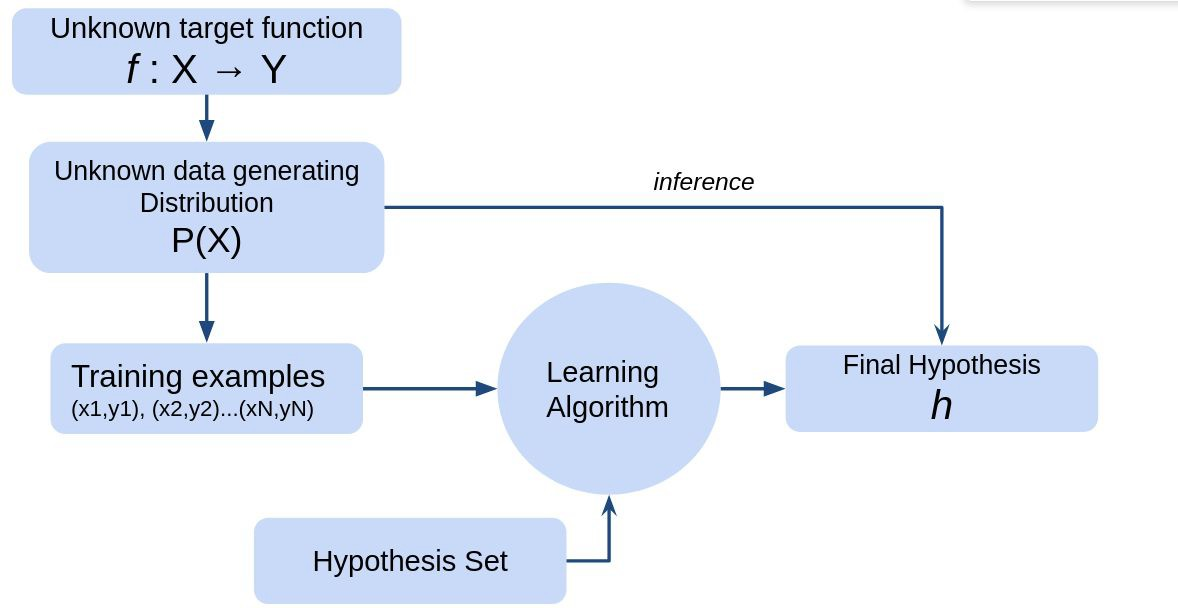 Unknown target function
f : X → Y
Unknown data generating
Distribution
P(X)
inference
Training examples
(x1,y1), (x2,y2)...(xN,yN)
Learning
Algorithm
Final Hypothesis
h
Hypothesis Set